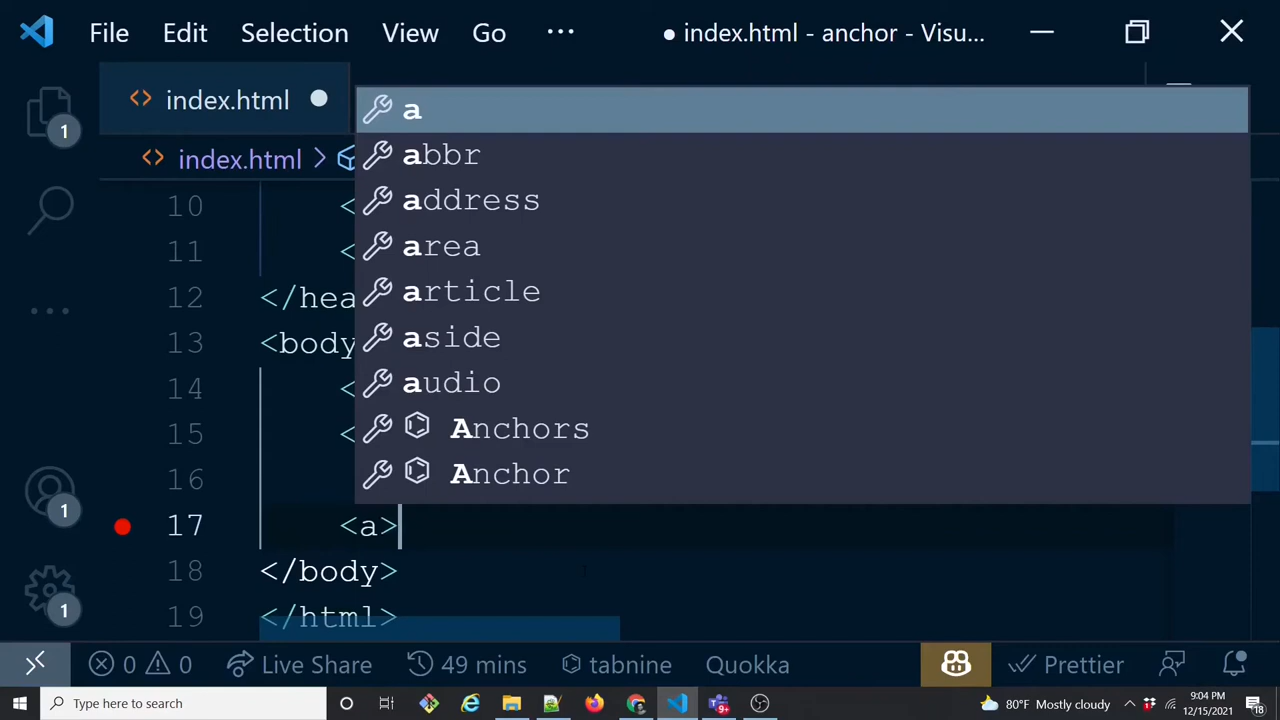 File Edit Selection View Go ··· ● index.html - anchor - Visu...
index.html
a
abbr
address
area
article
aside
audio
Anchors
Anchor
1
index.html >
10 <
11 <
12 </hea
13 <body
14 <
15 <
16
17 <a>
18 </body>
19 </html>
1
1
0 0 Live Share 49 mins tabnine Quokka Prettier
Type here to search
9+
80°F Mostly cloudy
9:04 PM
12/15/2021
18